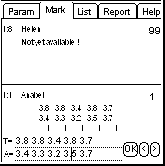 Param Mark List Report Help
I:8 Helen 99
Not yet available !
I:1 Anabel 1
3.8 3.8 3.4 3.8 3.7
3.4 3.3 3.2 3.5 3.7
T= 3.8 3.8 3.4 3.8 3.7
A= 3.4 3.3 3.2 3.5 3.7 OK < >